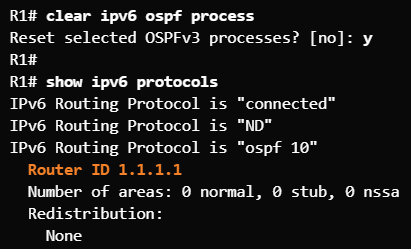 R1# clear ipv6 ospf process
Reset selected OSPFv3 processes? [no]: y
R1#
R1# show ipv6 protocols
IPv6 Routing Protocol is "connected"
IPv6 Routing Protocol is "ND"
IPv6 Routing Protocol is "ospf 10"
  Router ID 1.1.1.1
  Number of areas: 0 normal, 0 stub, 0 nssa
  Redistribution:
    None